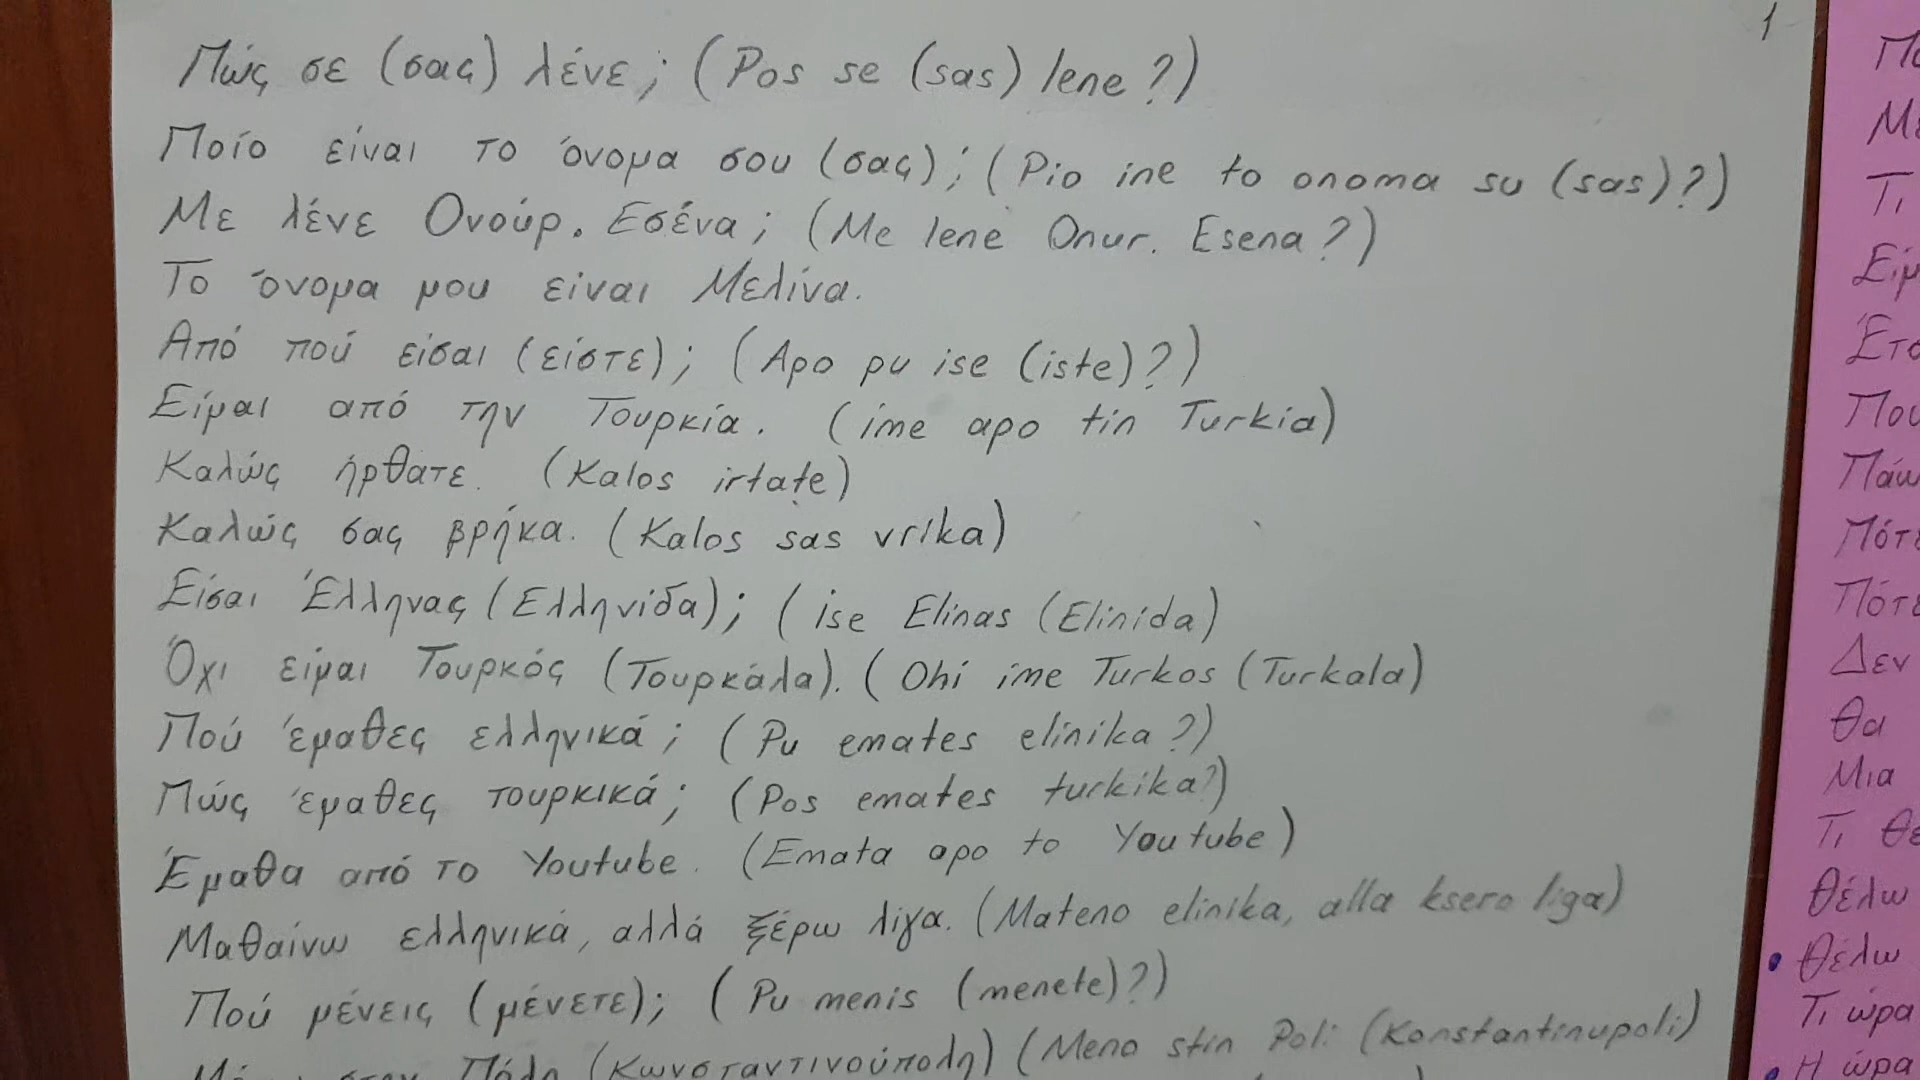 1
Πώς σε (σας) λένε; (Pos se (sas) lene?)
Ποίο είναι το όνομα σου (σας); (Pio ine to onoma su (sas)?)
Με λένε Ονούρ. Εσένα; (Me lene Onur. Esena?)
Το όνομα μου είναι Μελίνα.
Από πού είσαι (είστε); (Apo pu ise (iste)?)
Είμαι από την Τουρκία. (ime apo tin Turkia)
Καλώς ήρθατε. (Kalos irtate)
Καλώς σας βρήκα. (Kalos sas vrika)
Είσαι Έλληνας (Ελληνίδα); (ise Elinas (Elinida)
Όχι είμαι Τουρκός (Τουρκάλα). (Ohi ime Turkos (Turkala)
Πού έμαθες ελληνικά; (Pu emates elinika?)
Πώς έμαθες τουρκικά; (Pos emates turkika?)
Έμαθα από το Youtube. (Emata apo to Youtube)
Μαθαίνω ελληνικά, αλλά ξέρω λίγα. (Mateno elinika, alla ksero liga)
Πού μένεις (μένετε); (Pu menis (menete)?)
στην Πόλη (Κωνσταντινούπολη) (Meno stin Poli (Konstantinupoli)
Τι
Πού
Δεν
Θα
Μια
Τι
Θέλω
• Θέλω
Τι ώρα
• Η ώρα